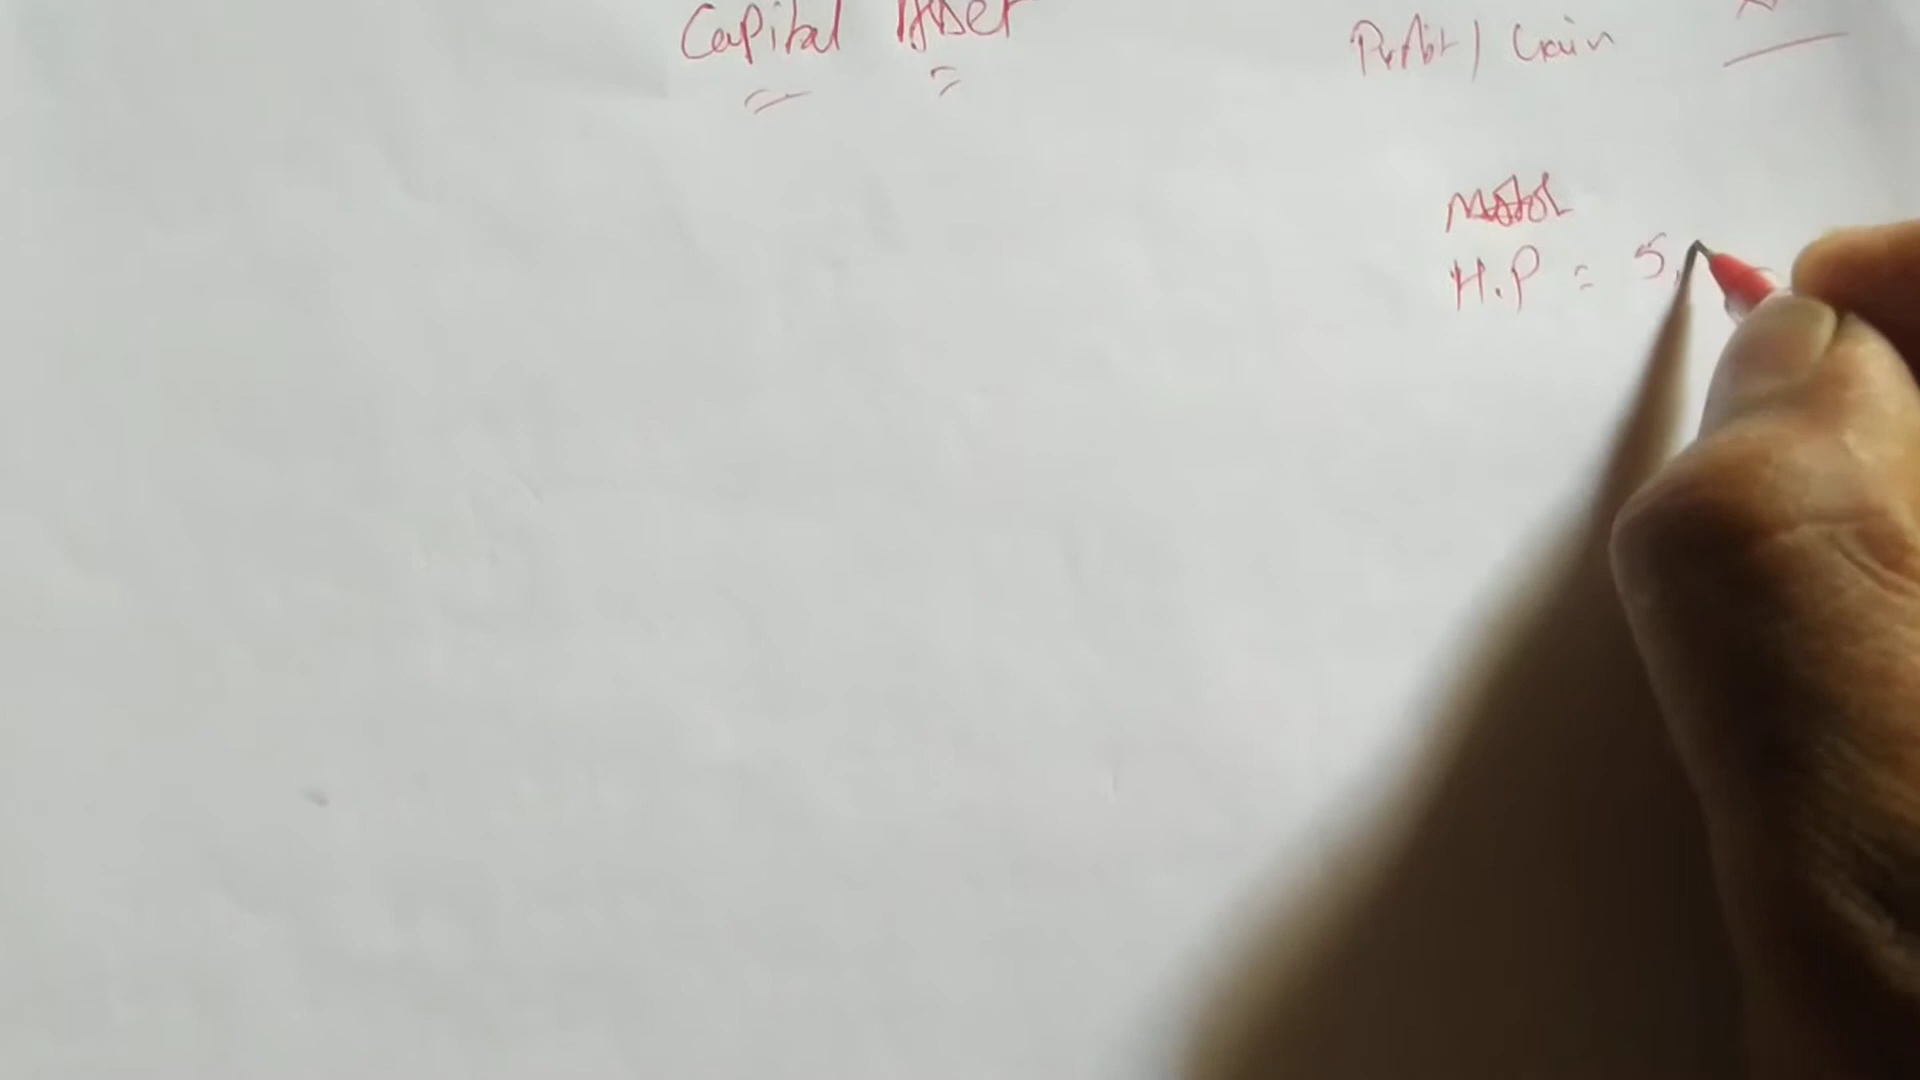 Capital Asset
Profit / Gain
H.P = 5,